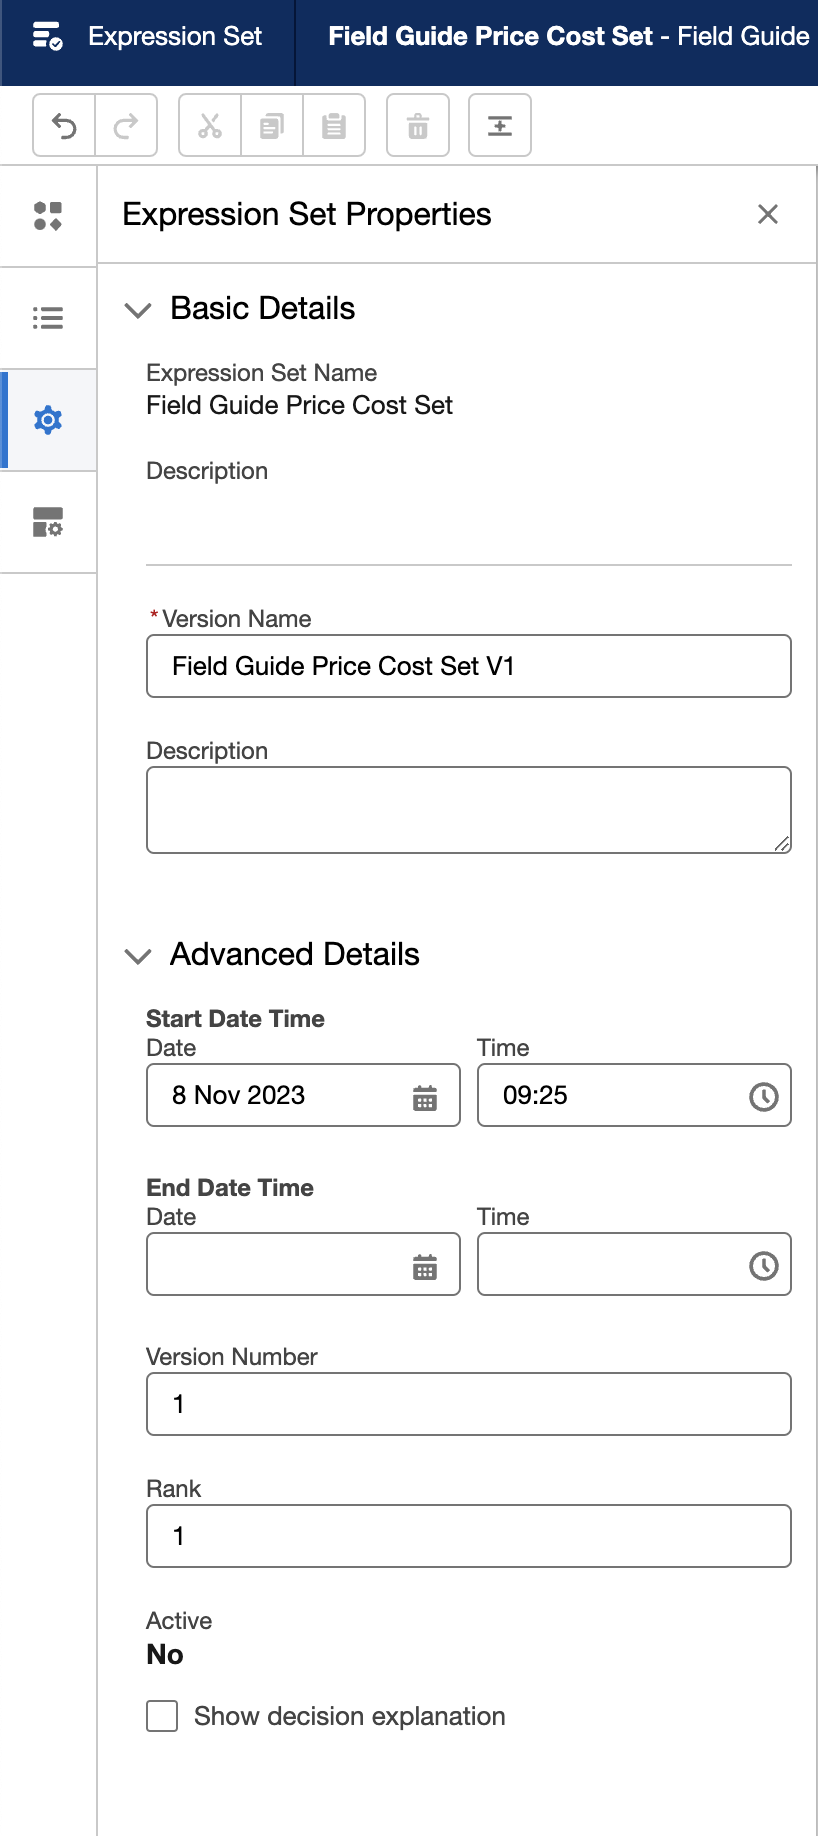 Expression Set
Field Guide Price Cost Set - Field Guide
Expression Set Properties
Basic Details
Expression Set Name
Field Guide Price Cost Set
Description
* Version Name
Field Guide Price Cost Set V1
Description
Advanced Details
Start Date Time
Date Time
8 Nov 2023 09:25
End Date Time
Date Time
Version Number
1
Rank
1
Active
No
Show decision explanation